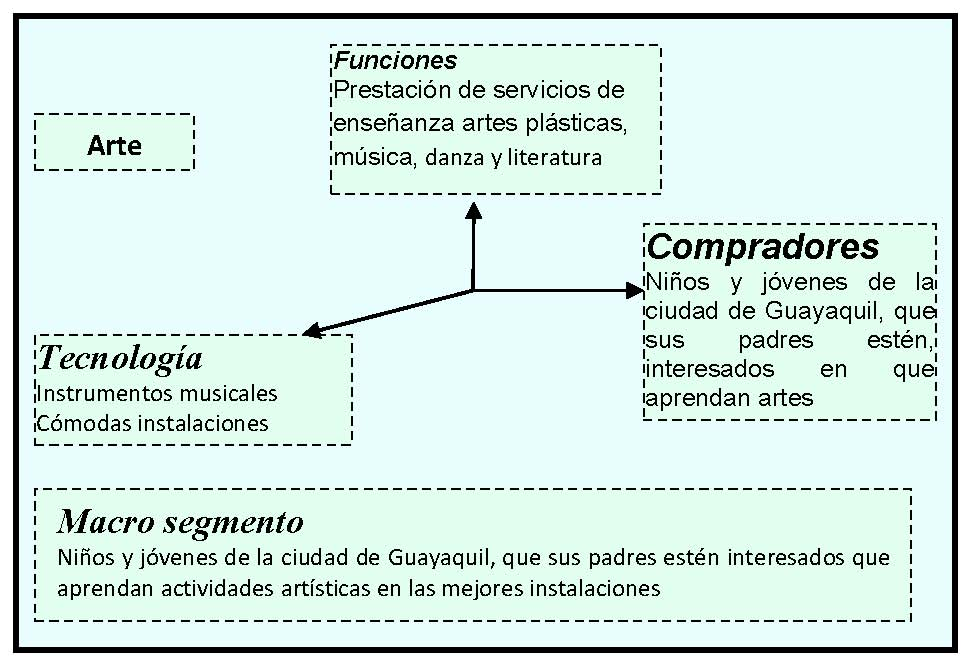 Funciones
Prestación de servicios de
enseñanza artes plásticas,
música, danza y literatura
Arte
Compradores
Niños y jóvenes de la
ciudad de Guayaquil, que
sus padres estén,
interesados en que
aprendan artes
Tecnología
Instrumentos musicales
Cómodas instalaciones
Macro segmento
Niños y jóvenes de la ciudad de Guayaquil, que sus padres estén interesados que
aprendan actividades artísticas en las mejores instalaciones